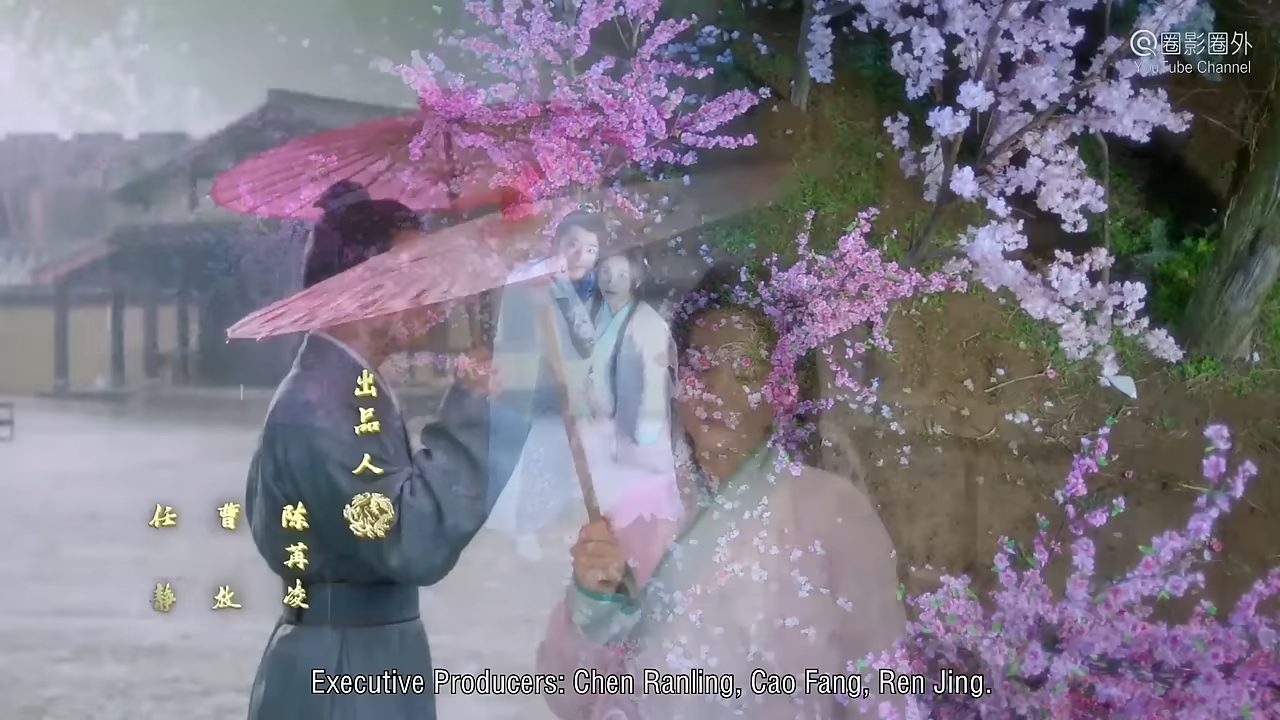 圈影圈外
YouTube Channel
出品人
陈苒凌
曹放
任静
Executive Producers: Chen Ranling, Cao Fang, Ren Jing.